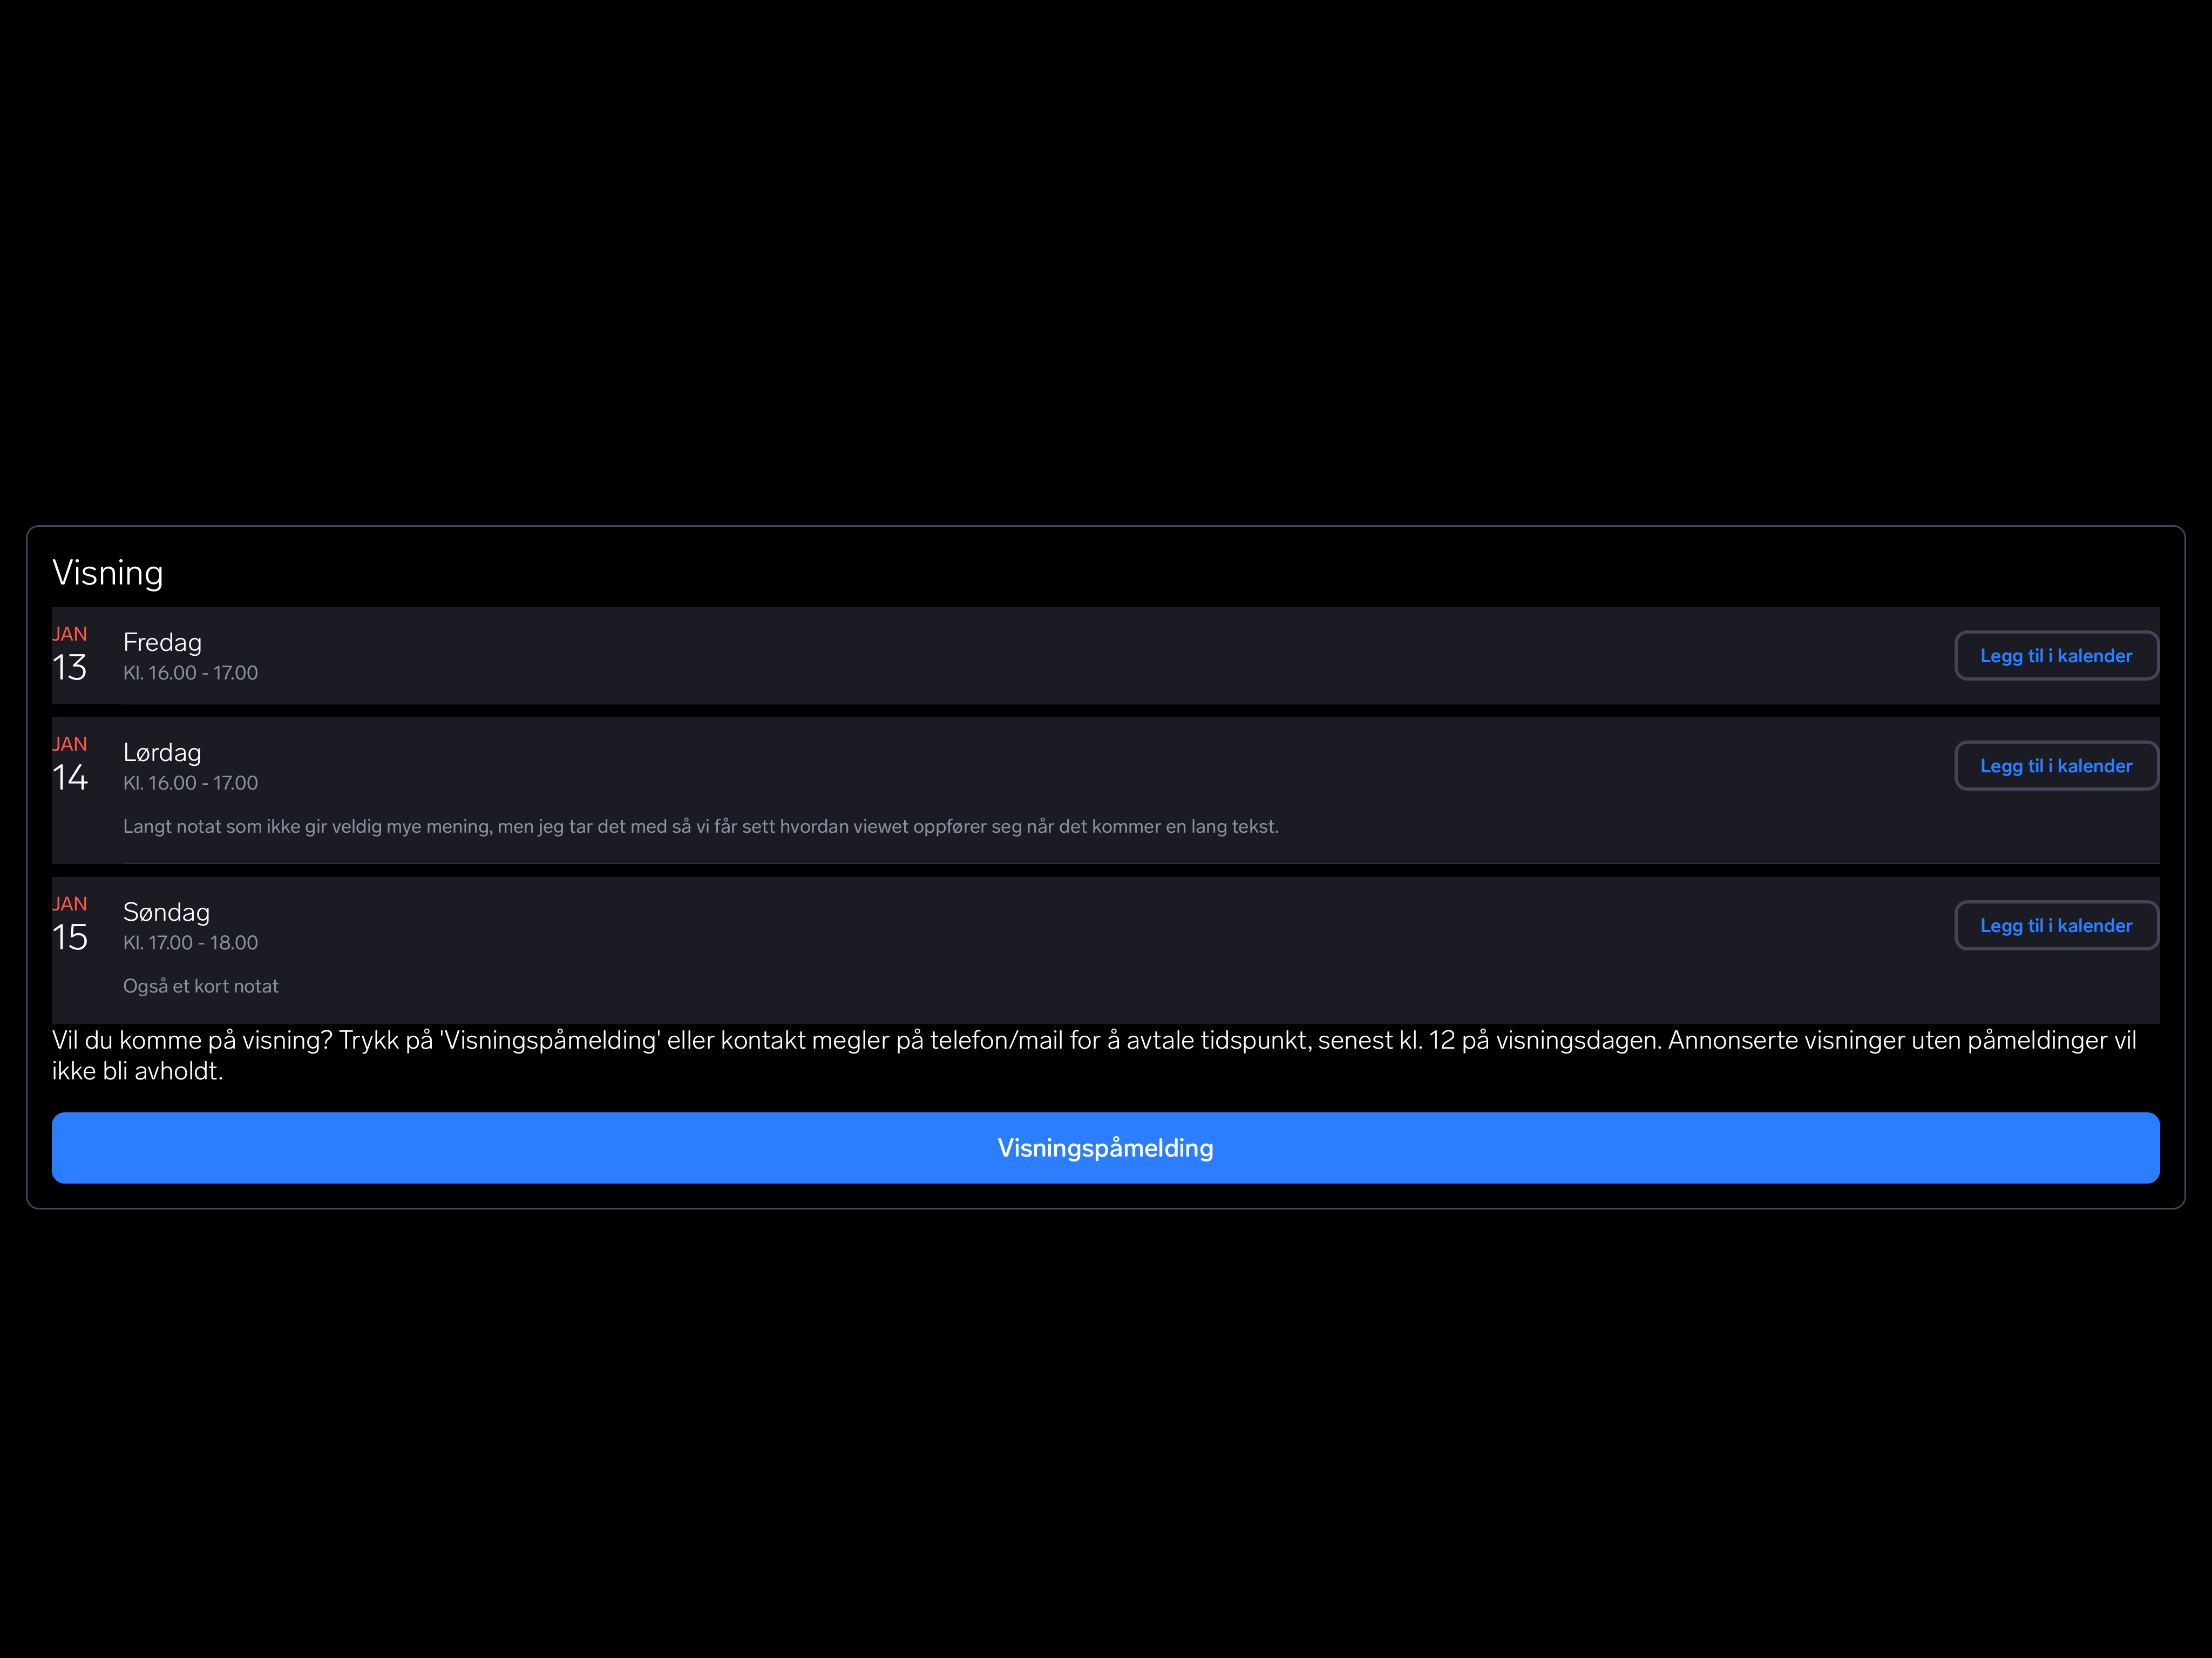 Visning
JAN
13
Fredag
Kl. 16.00 - 17.00
Legg til i kalender
JAN
14
Lørdag
Kl. 16.00 - 17.00
Legg til i kalender
Langt notat som ikke gir veldig mye mening, men jeg tar det med så vi får sett hvordan viewet oppfører seg når det kommer en lang tekst.
JAN
15
Søndag
Kl. 17.00 - 18.00
Legg til i kalender
Også et kort notat
Vil du komme på visning? Trykk på 'Visningspåmelding' eller kontakt megler på telefon/mail for å avtale tidspunkt, senest kl. 12 på visningsdagen. Annonserte visninger uten påmeldinger vil
ikke bli avholdt.
Visningspåmelding